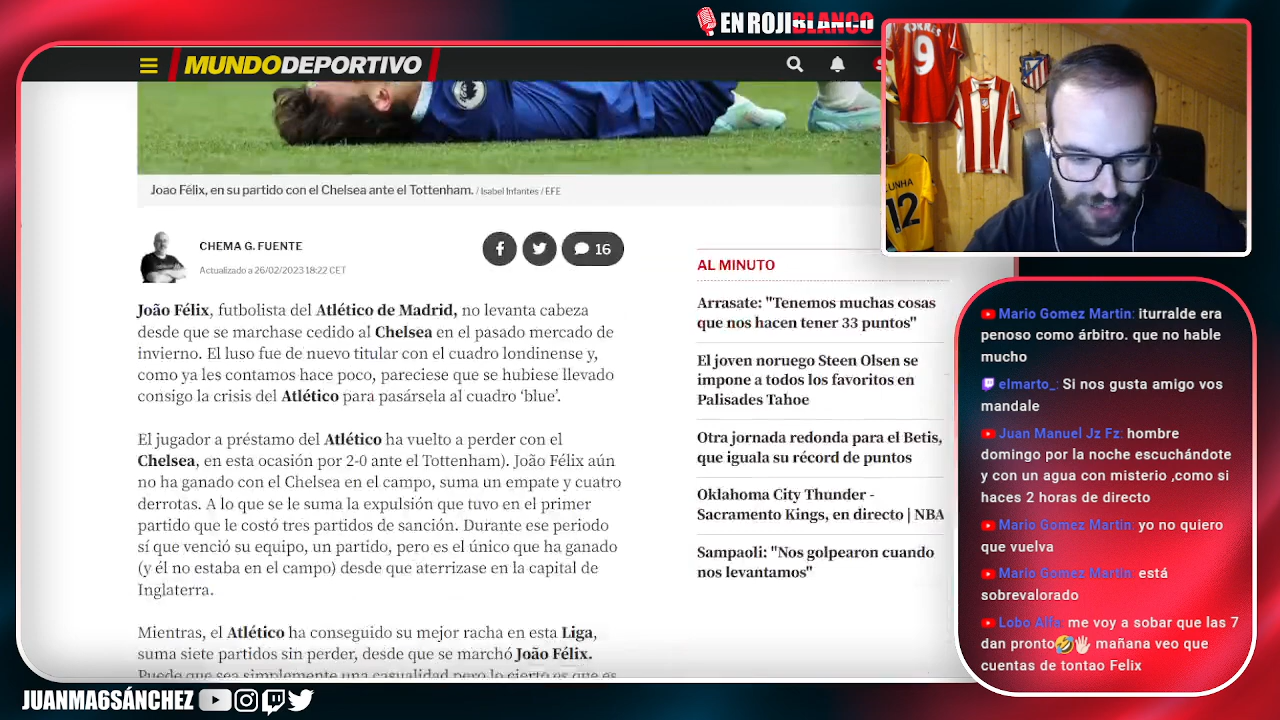 EN ROJIBLANCO
MUNDODEPORTIVO
Joao Félix, en su partido con el Chelsea ante el Tottenham. / Isabel Infantes / EFE
CHEMA G. FUENTE
Actualizado a 26/02/2023 18:22 CET
16
João Félix, futbolista del Atlético de Madrid, no levanta cabeza
desde que se marchase cedido al Chelsea en el pasado mercado de
invierno. El luso fue de nuevo titular con el cuadro londinense y,
como ya les contamos hace poco, pareciese que se hubiese llevado
consigo la crisis del Atlético para pasársela al cuadro ‘blue’.
El jugador a préstamo del Atlético ha vuelto a perder con el
Chelsea, en esta ocasión por 2-0 ante el Tottenham). João Félix aún
no ha ganado con el Chelsea en el campo, suma un empate y cuatro
derrotas. A lo que se le suma la expulsión que tuvo en el primer
partido que le costó tres partidos de sanción. Durante ese periodo
sí que venció su equipo, un partido, pero es el único que ha ganado
(y él no estaba en el campo) desde que aterrizase en la capital de
Inglaterra.
Mientras, el Atlético ha conseguido su mejor racha en esta Liga,
suma siete partidos sin perder, desde que se marchó João Félix.
Puede que sea simplemente una casualidad pero lo cierto es que es
AL MINUTO
Arrasate: "Tenemos muchas cosas
que nos hacen tener 33 puntos"
El joven noruego Steen Olsen se
impone a todos los favoritos en
Palisades Tahoe
Otra jornada redonda para el Betis,
que iguala su récord de puntos
Oklahoma City Thunder -
Sacramento Kings, en directo | NBA
Sampaoli: "Nos golpearon cuando
nos levantamos"
9
CUNHA
12
Mario Gomez Martin: iturralde era
penoso como árbitro. que no hable
mucho
elmarto_: Si nos gusta amigo vos
mandale
Juan Manuel Jz Fz: hombre
domingo por la noche escuchándote
y con un agua con misterio ,como si
haces 2 horas de directo
Mario Gomez Martin: yo no quiero
que vuelva
Mario Gomez Martin: está
sobrevalorado
Lobo Alfa: me voy a sobar que las 7
dan pronto🤣👋🏻 mañana veo que
cuentas de tontao Felix
JUANMA6SÁNCHEZ